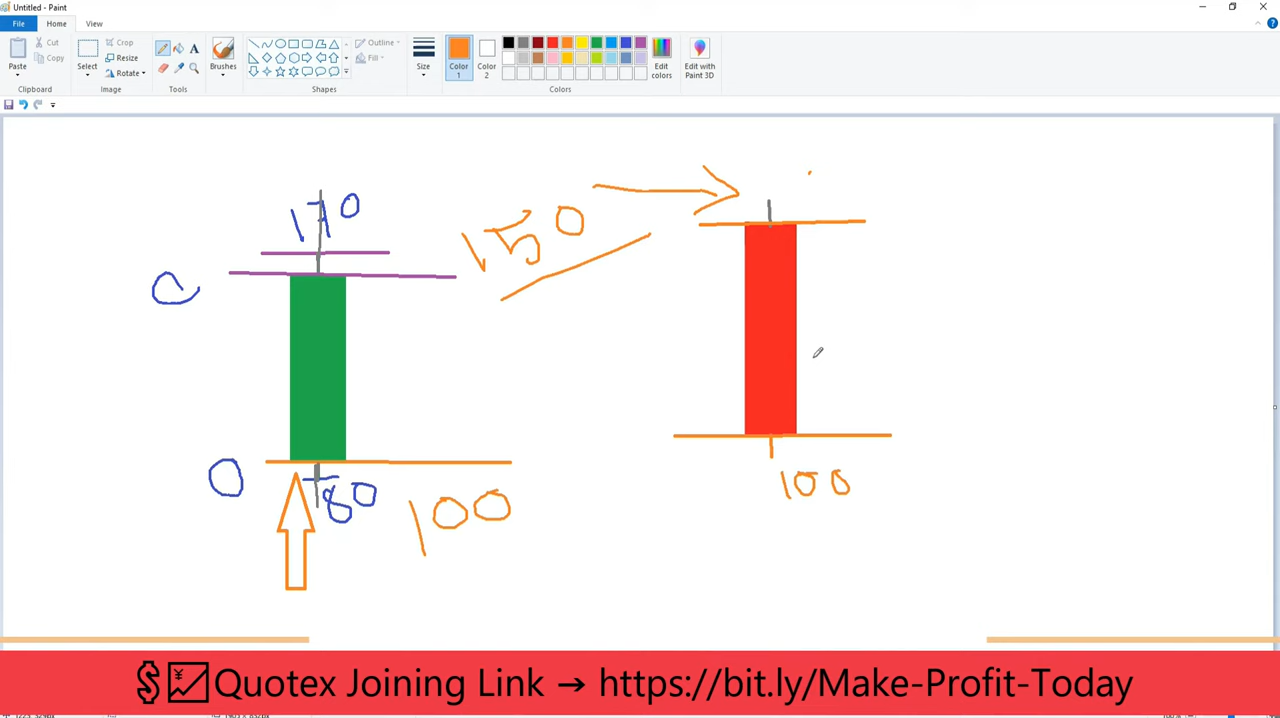 Untitled - Paint
File Home View
Paste
Cut
Copy
Clipboard
Select
Crop
Resize
Rotate
Image
A
Tools
Brushes
Outline
Fill
Shapes
Size
Color 1
Color 2
Edit colors
Colors
Edit with Paint 3D
170
150
C
O
80
100
100
$ Quotex Joining Link → https://bit.ly/Make-Profit-Today